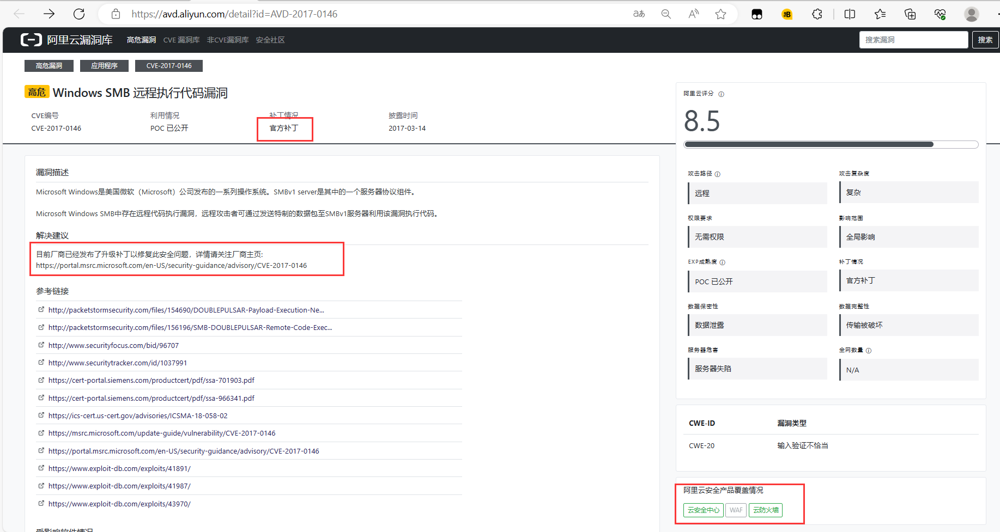 https://avd.aliyun.com/detail?id=AVD-2017-0146
阿里云漏洞库 高危漏洞 CVE 漏洞库 非CVE漏洞库 安全社区 搜索漏洞 搜索
高危漏洞 应用程序 CVE-2017-0146
高危 Windows SMB 远程执行代码漏洞
CVE编号 利用情况 补丁情况 披露时间
CVE-2017-0146 POC 已公开 官方补丁 2017-03-14
漏洞描述
Microsoft Windows是美国微软（Microsoft）公司发布的一系列操作系统。SMBv1 server是其中的一个服务器协议组件。
Microsoft Windows SMB中存在远程代码执行漏洞，远程攻击者可通过发送特制的数据包至SMBv1服务器利用该漏洞执行代码。
解决建议
目前厂商已经发布了升级补丁以修复此安全问题，详情请关注厂商主页:
https://portal.msrc.microsoft.com/en-US/security-guidance/advisory/CVE-2017-0146
参考链接
http://packetstormsecurity.com/files/154690/DOUBLEPULSAR-Payload-Execution-Ne...
http://packetstormsecurity.com/files/156196/SMB-DOUBLEPULSAR-Remote-Code-Exec...
http://www.securityfocus.com/bid/96707
http://www.securitytracker.com/id/1037991
https://cert-portal.siemens.com/productcert/pdf/ssa-701903.pdf
https://cert-portal.siemens.com/productcert/pdf/ssa-966341.pdf
https://ics-cert.us-cert.gov/advisories/ICSMA-18-058-02
https://msrc.microsoft.com/update-guide/vulnerability/CVE-2017-0146
https://portal.msrc.microsoft.com/en-US/security-guidance/advisory/CVE-2017-0146
https://www.exploit-db.com/exploits/41891/
https://www.exploit-db.com/exploits/41987/
https://www.exploit-db.com/exploits/43970/
受影响软件情况
阿里云评分
8.5
攻击路径 攻击复杂度
远程 复杂
权限要求 影响范围
无需权限 全局影响
EXP成熟度 补丁情况
POC 已公开 官方补丁
数据保密性 数据完整性
数据泄露 传输被破坏
服务器危害 全网数量
服务器失陷 N/A
CWE-ID 漏洞类型
CWE-20 输入验证不恰当
阿里云安全产品覆盖情况
云安全中心 WAF 云防火墙